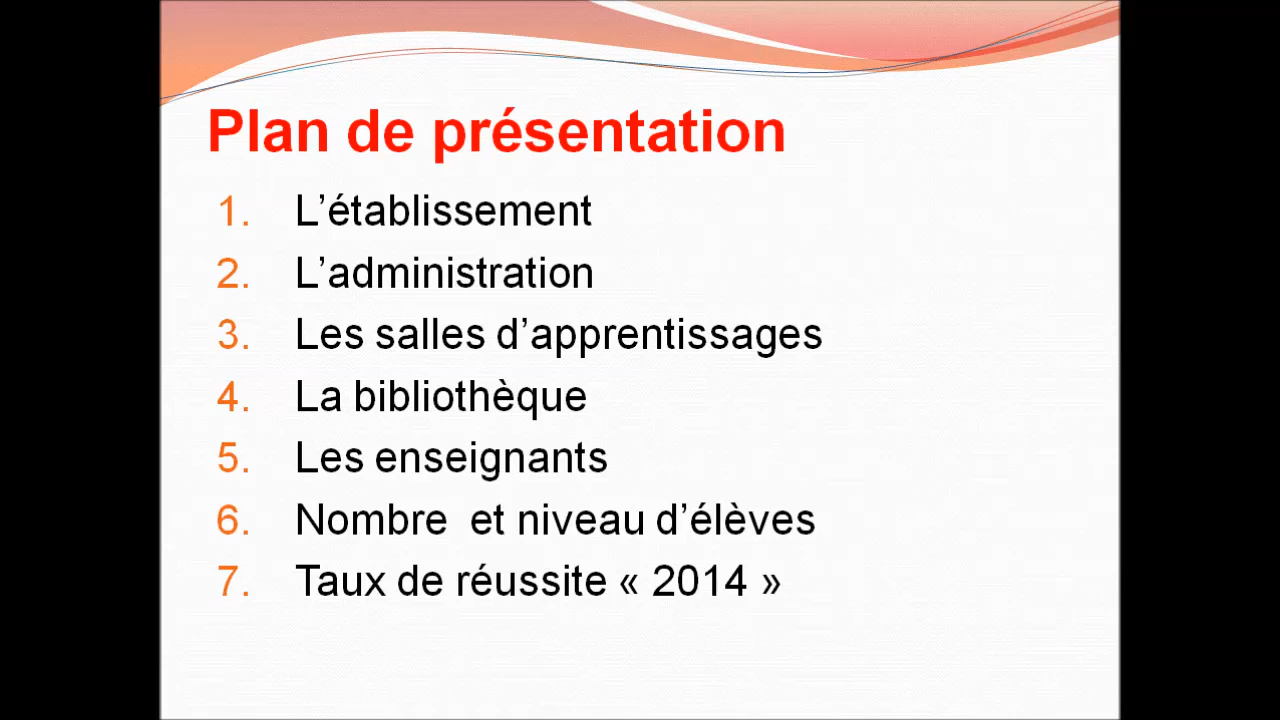 Plan de présentation
1. L’établissement
2. L’administration
3. Les salles d’apprentissages
4. La bibliothèque
5. Les enseignants
6. Nombre  et niveau d’élèves
7. Taux de réussite « 2014 »